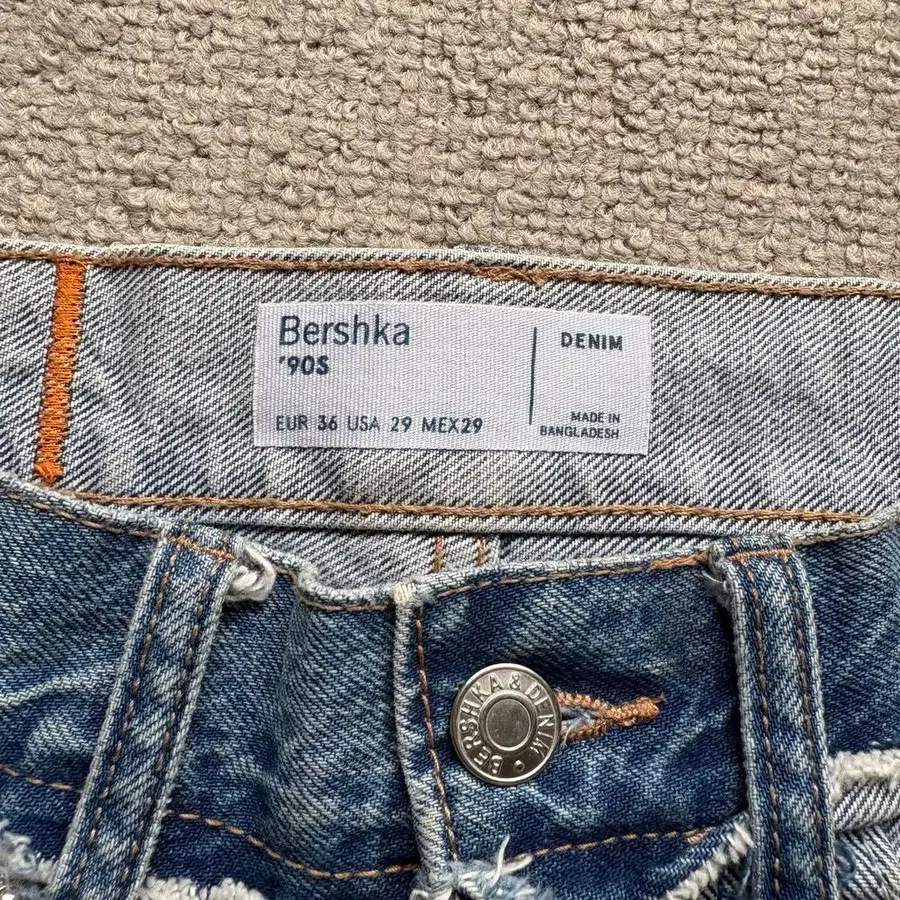 Bershka
'90S
EUR 36 USA 29 MEX29
DENIM
MADE IN
BANGLADESH
BERSHKA & DENIM •